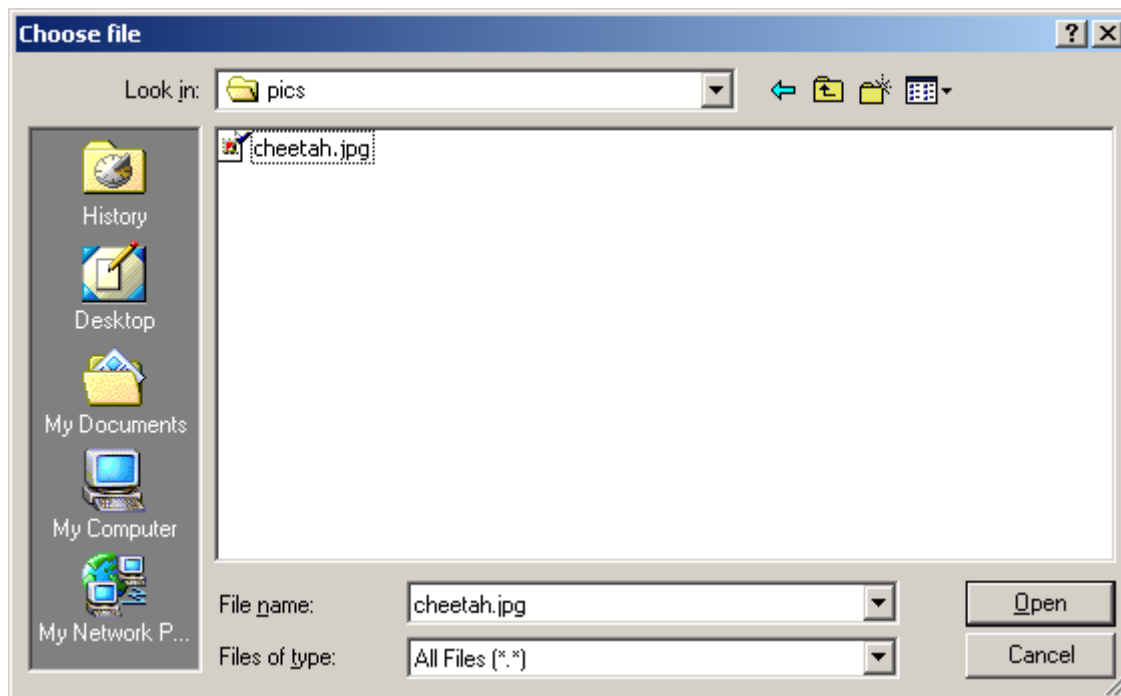 Choose file
Look in: pics
cheetah.jpg
History
Desktop
My Documents
My Computer
My Network P...
File name: cheetah.jpg Open
Files of type: All Files (*.*) Cancel